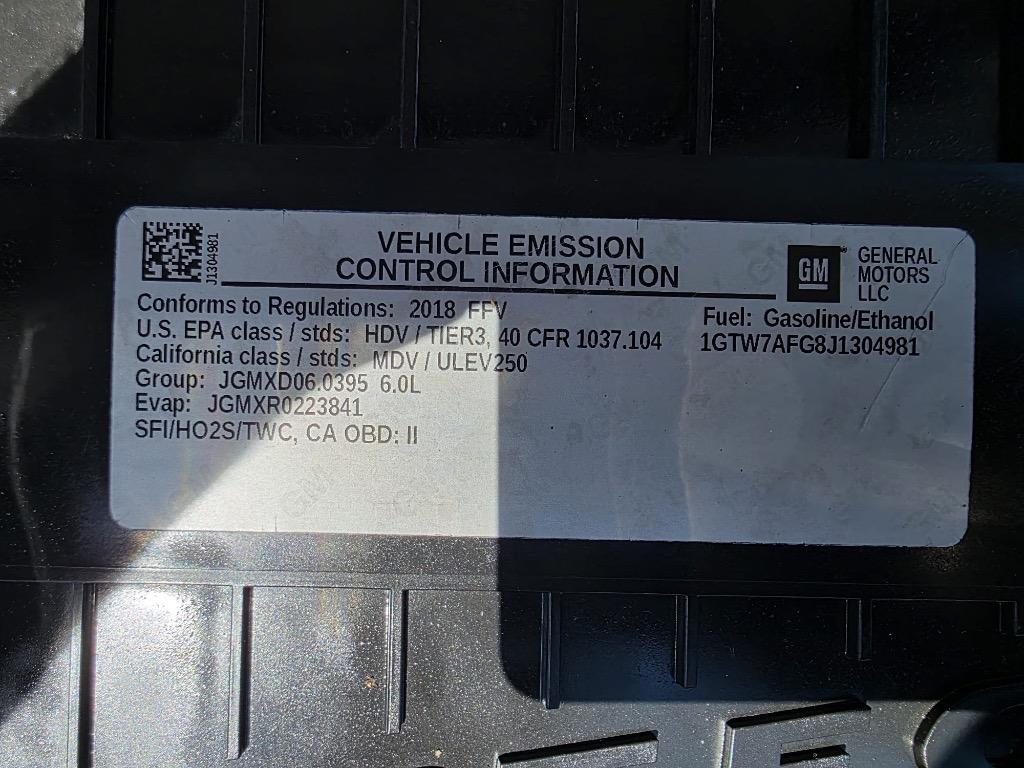 J1304981
VEHICLE EMISSION
CONTROL INFORMATION
GM
GENERAL
MOTORS
LLC
Conforms to Regulations: 2018 FFV
Fuel: Gasoline/Ethanol
U.S. EPA class / stds: HDV / TIER3, 40 CFR 1037.104
1GTW7AFG8J1304981
California class / stds: MDV / ULEV250
Group: JGMXD06.0395 6.0L
Evap: JGMXR0223841
SFI/HO2S/TWC, CA OBD: II